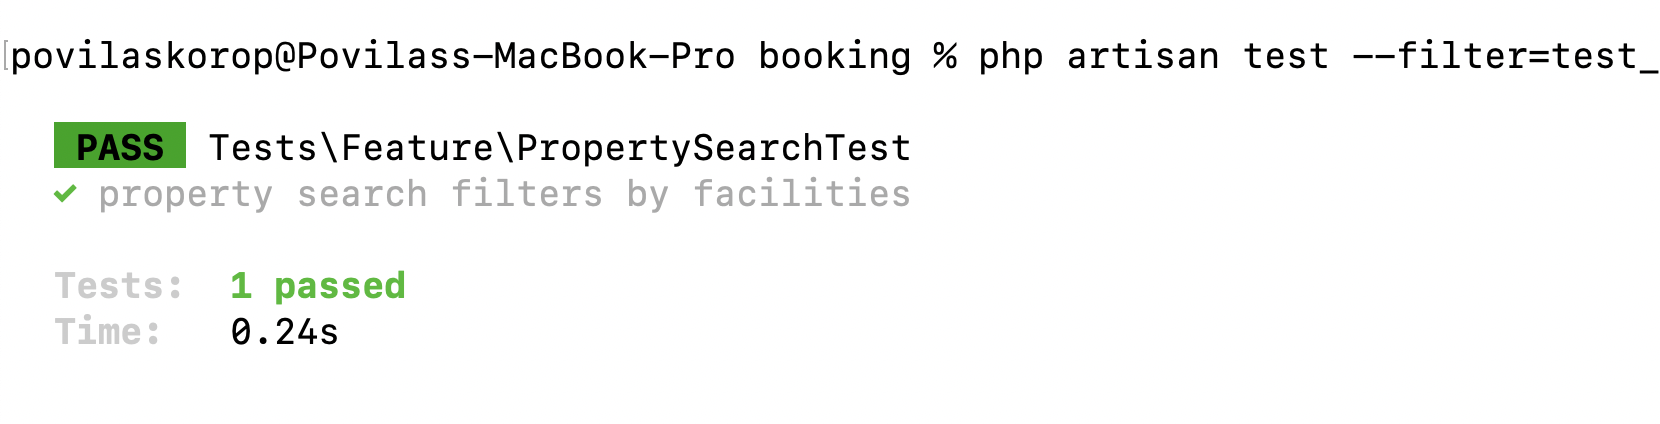 povilaskorop@Povilass-MacBook-Pro booking % php artisan test --filter=test_
PASS Tests\Feature\PropertySearchTest
✓ property search filters by facilities
Tests: 1 passed
Time: 0.24s